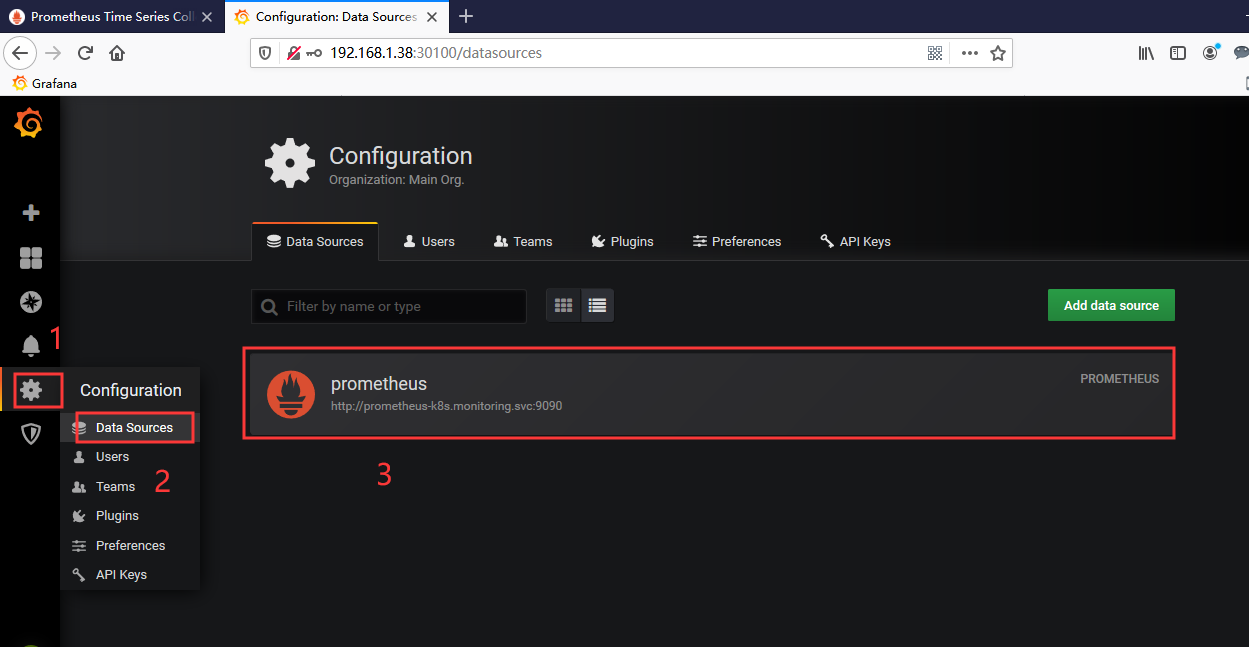 Prometheus Time Series Coll
Configuration: Data Sources
192.168.1.38:30100/datasources
Grafana
Configuration
Organization: Main Org.
Data Sources
Users
Teams
Plugins
Preferences
API Keys
Filter by name or type
Add data source
1
prometheus
PROMETHEUS
http://prometheus-k8s.monitoring.svc:9090
Configuration
Data Sources
Users
Teams
2
3
Plugins
Preferences
API Keys